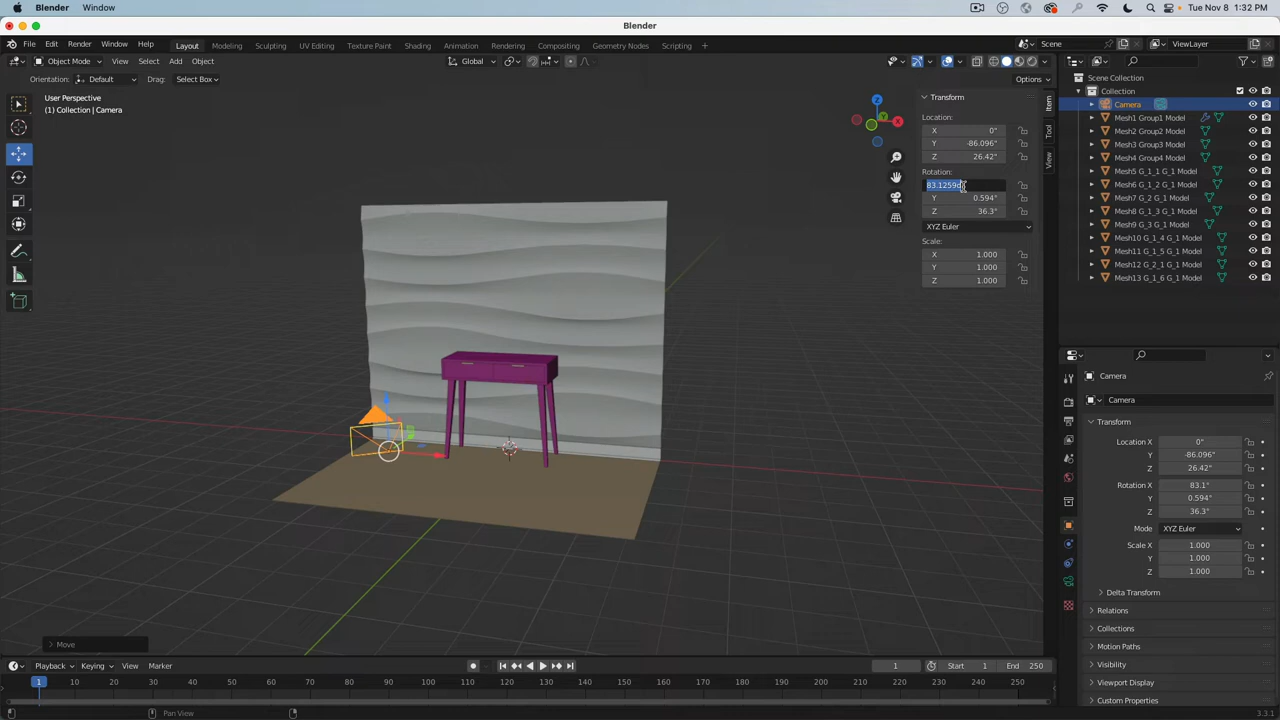 Blender Window Tue Nov 8 1:32 PM
Blender
File Edit Render Window Help Layout Modeling Sculpting UV Editing Texture Paint Shading Animation Rendering Compositing Geometry Nodes Scripting + Scene ViewLayer
Object Mode View Select Add Object Global
Orientation: Default Drag: Select Box Options
User Perspective
(1) Collection | Camera
Z
Y
X
Transform
Location:
X 0"
Y -86.096"
Z 26.42"
Rotation:
83.1259d
Y 0.594°
Z 36.3°
XYZ Euler
Scale:
X 1.000
Y 1.000
Z 1.000
Item
Tool
View
Scene Collection
Collection
Camera
Mesh1 Group1 Model
Mesh2 Group2 Model
Mesh3 Group3 Model
Mesh4 Group4 Model
Mesh5 G_1_1 G_1 Model
Mesh6 G_1_2 G_1 Model
Mesh7 G_2 G_1 Model
Mesh8 G_1_3 G_1 Model
Mesh9 G_3 G_1 Model
Mesh10 G_1_4 G_1 Model
Mesh11 G_1_5 G_1 Model
Mesh12 G_2_1 G_1 Model
Mesh13 G_1_6 G_1 Model
Camera
Camera
Transform
Location X 0"
Y -86.096"
Z 26.42"
Rotation X 83.1°
Y 0.594°
Z 36.3°
Mode XYZ Euler
Scale X 1.000
Y 1.000
Z 1.000
Delta Transform
Relations
Collections
Motion Paths
Visibility
Viewport Display
Custom Properties
Move
Playback Keying View Marker 1 Start 1 End 250
1 10 20 30 40 50 60 70 80 90 100 110 120 130 140 150 160 170 180 190 200 210 220 230 240 250
Pan View
3.3.1